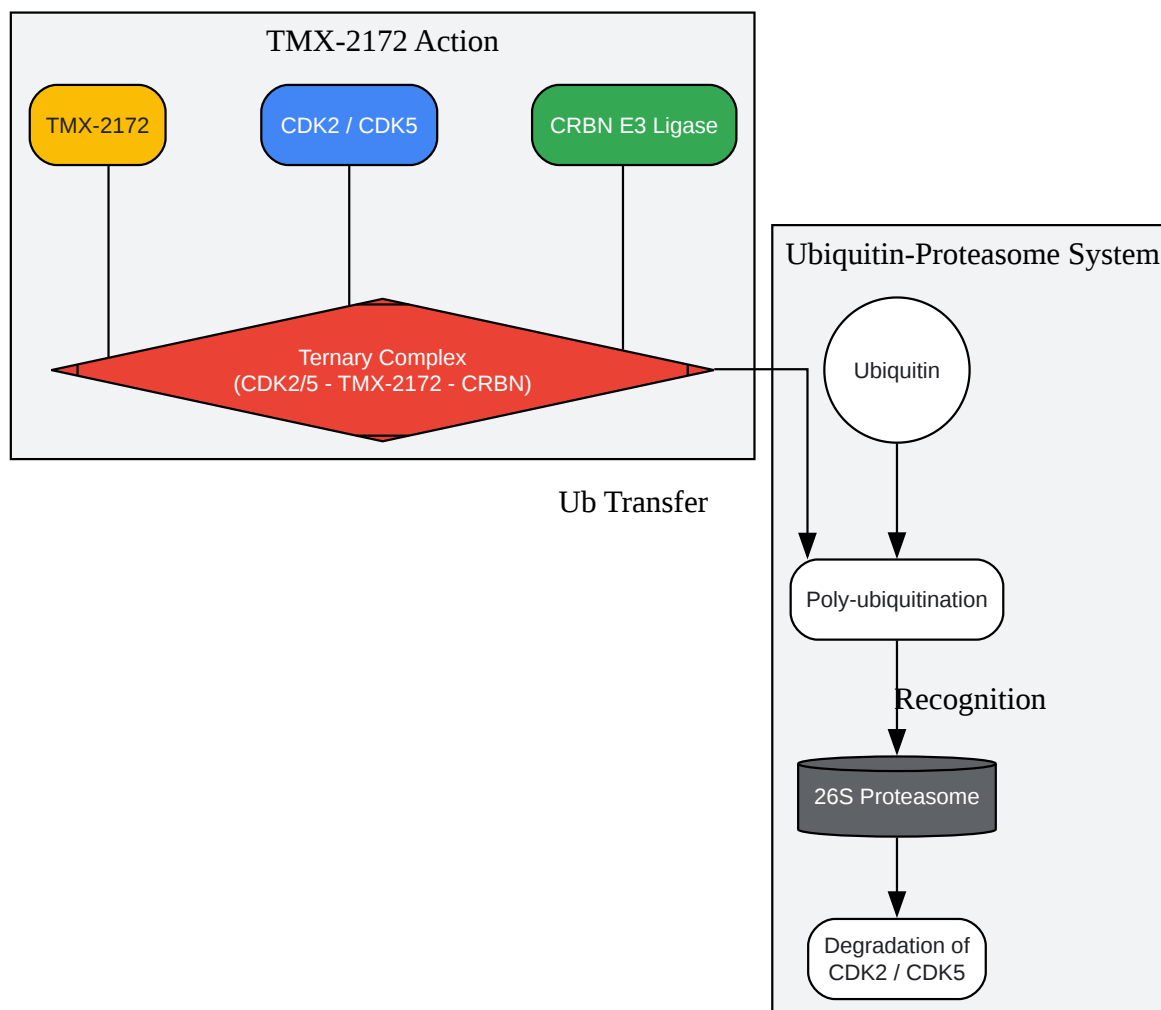 TMX-2172 Action
TMX-2172
CDK2 / CDK5
CRBN E3 Ligase
Ternary Complex
(CDK2/5 - TMX-2172 - CRBN)
Ub Transfer
Ubiquitin-Proteasome System
Ubiquitin
Poly-ubiquitination
Recognition
26S Proteasome
Degradation of
CDK2 / CDK5